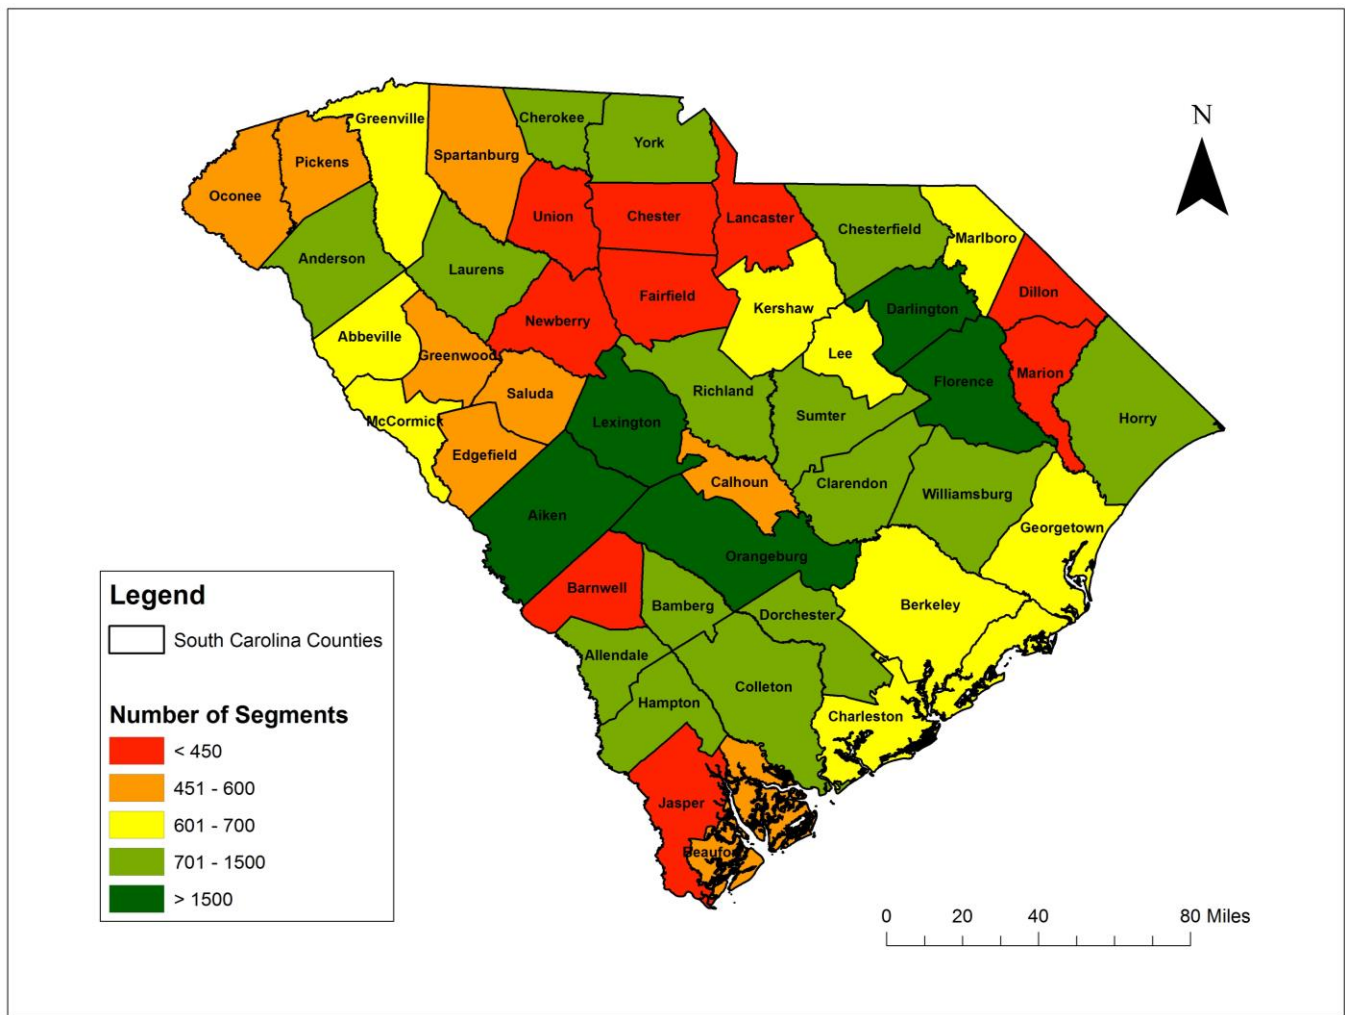 N
Greenville
Cherokee
York
Spartanburg
Pickens
Oconee
Union
Chester
Lancaster
Chesterfield
Marlboro
Anderson
Laurens
Dillon
Fairfield
Kershaw
Darlington
Newberry
Abbeville
Greenwood
Lee
Marion
Florence
Saluda
Richland
Sumter
Horry
McCormick
Lexington
Edgefield
Calhoun
Clarendon
Williamsburg
Aiken
Georgetown
Orangeburg
Barnwell
Bamberg
Dorchester
Berkeley
Allendale
Colleton
Hampton
Charleston
Jasper
Beaufor
Legend
South Carolina Counties
Number of Segments
< 450
451 - 600
601 - 700
701 - 1500
> 1500
0 20 40 80 Miles